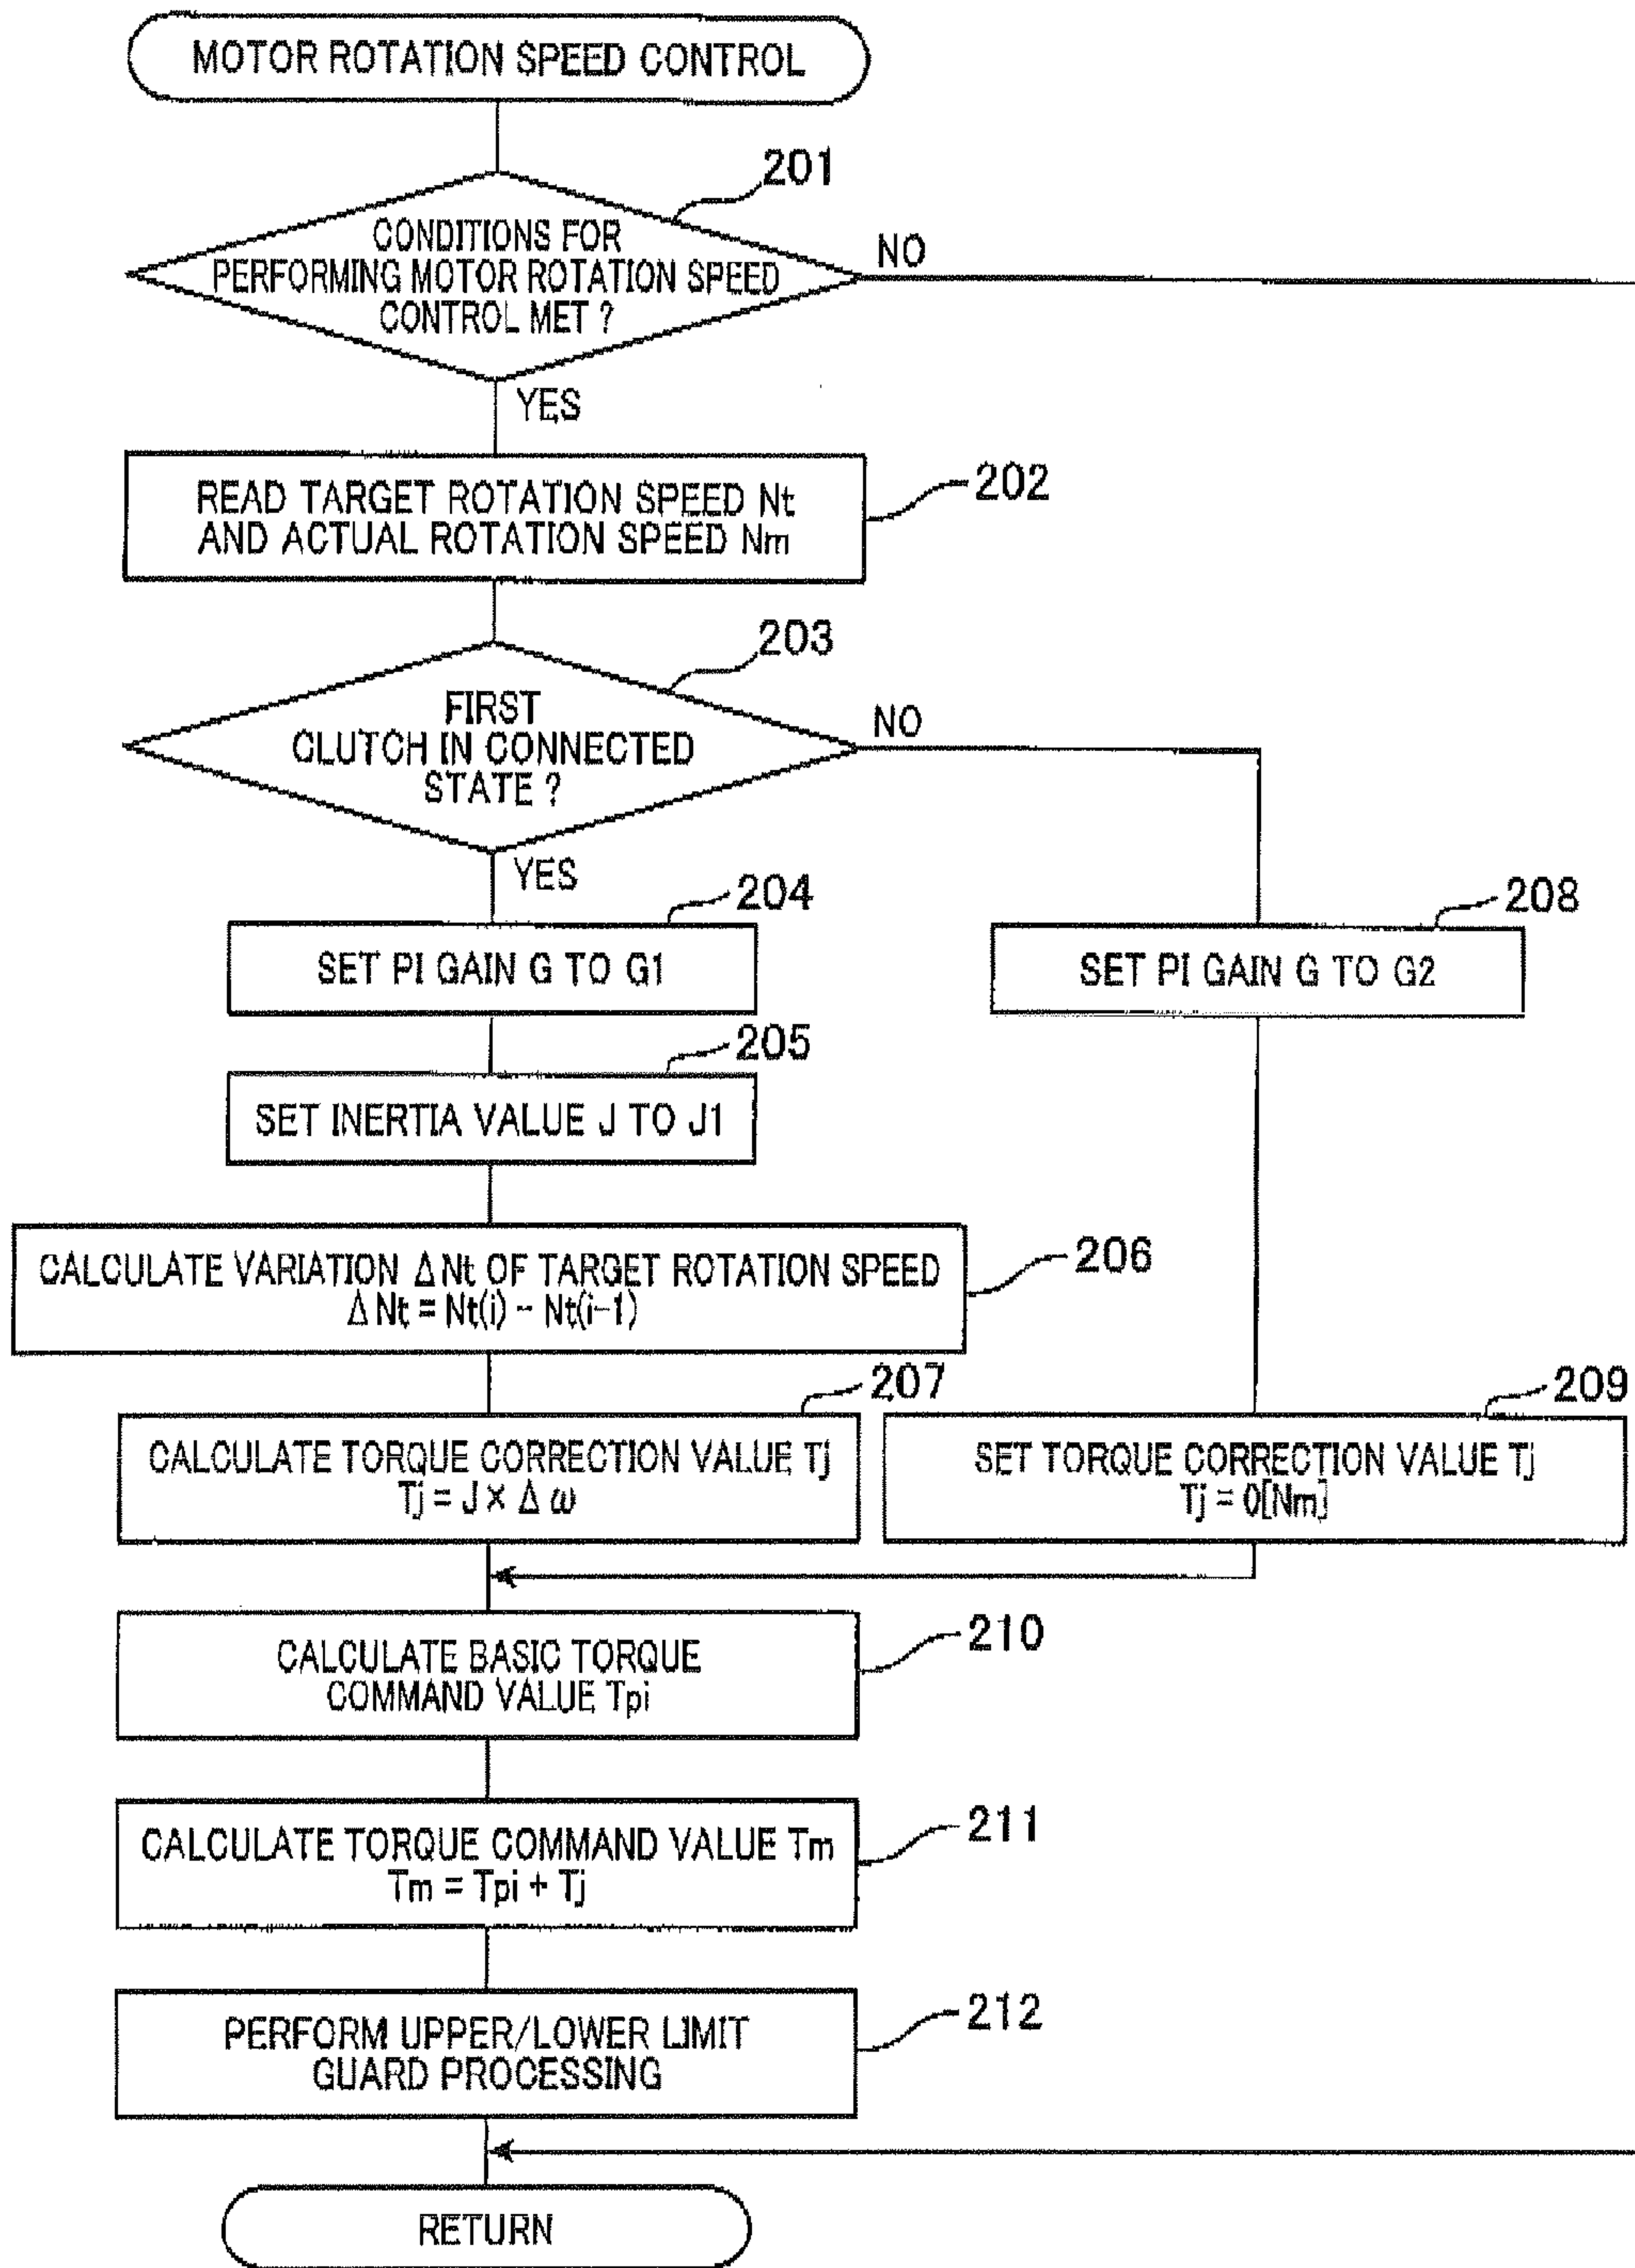 MOTOR ROTATION SPEED CONTROL
201
CONDITIONS FOR
PERFORMING MOTOR ROTATION SPEED
CONTROL MET ?
NO
YES
READ TARGET ROTATION SPEED Nt
AND ACTUAL ROTATION SPEED Nm
202
203
FIRST
CLUTCH IN CONNECTED
STATE ?
NO
YES
204
SET PI GAIN G TO G1
208
SET PI GAIN G TO G2
205
SET INERTIA VALUE J TO J1
CALCULATE VARIATION Δ Nt OF TARGET ROTATION SPEED
Δ Nt = Nt(i) - Nt(i-1)
206
207
CALCULATE TORQUE CORRECTION VALUE Tj
Tj = J × Δ ω
209
SET TORQUE CORRECTION VALUE Tj
Tj = 0[Nm]
CALCULATE BASIC TORQUE
COMMAND VALUE Tpi
210
CALCULATE TORQUE COMMAND VALUE Tm
Tm = Tpi + Tj
211
PERFORM UPPER/LOWER LIMIT
GUARD PROCESSING
212
RETURN